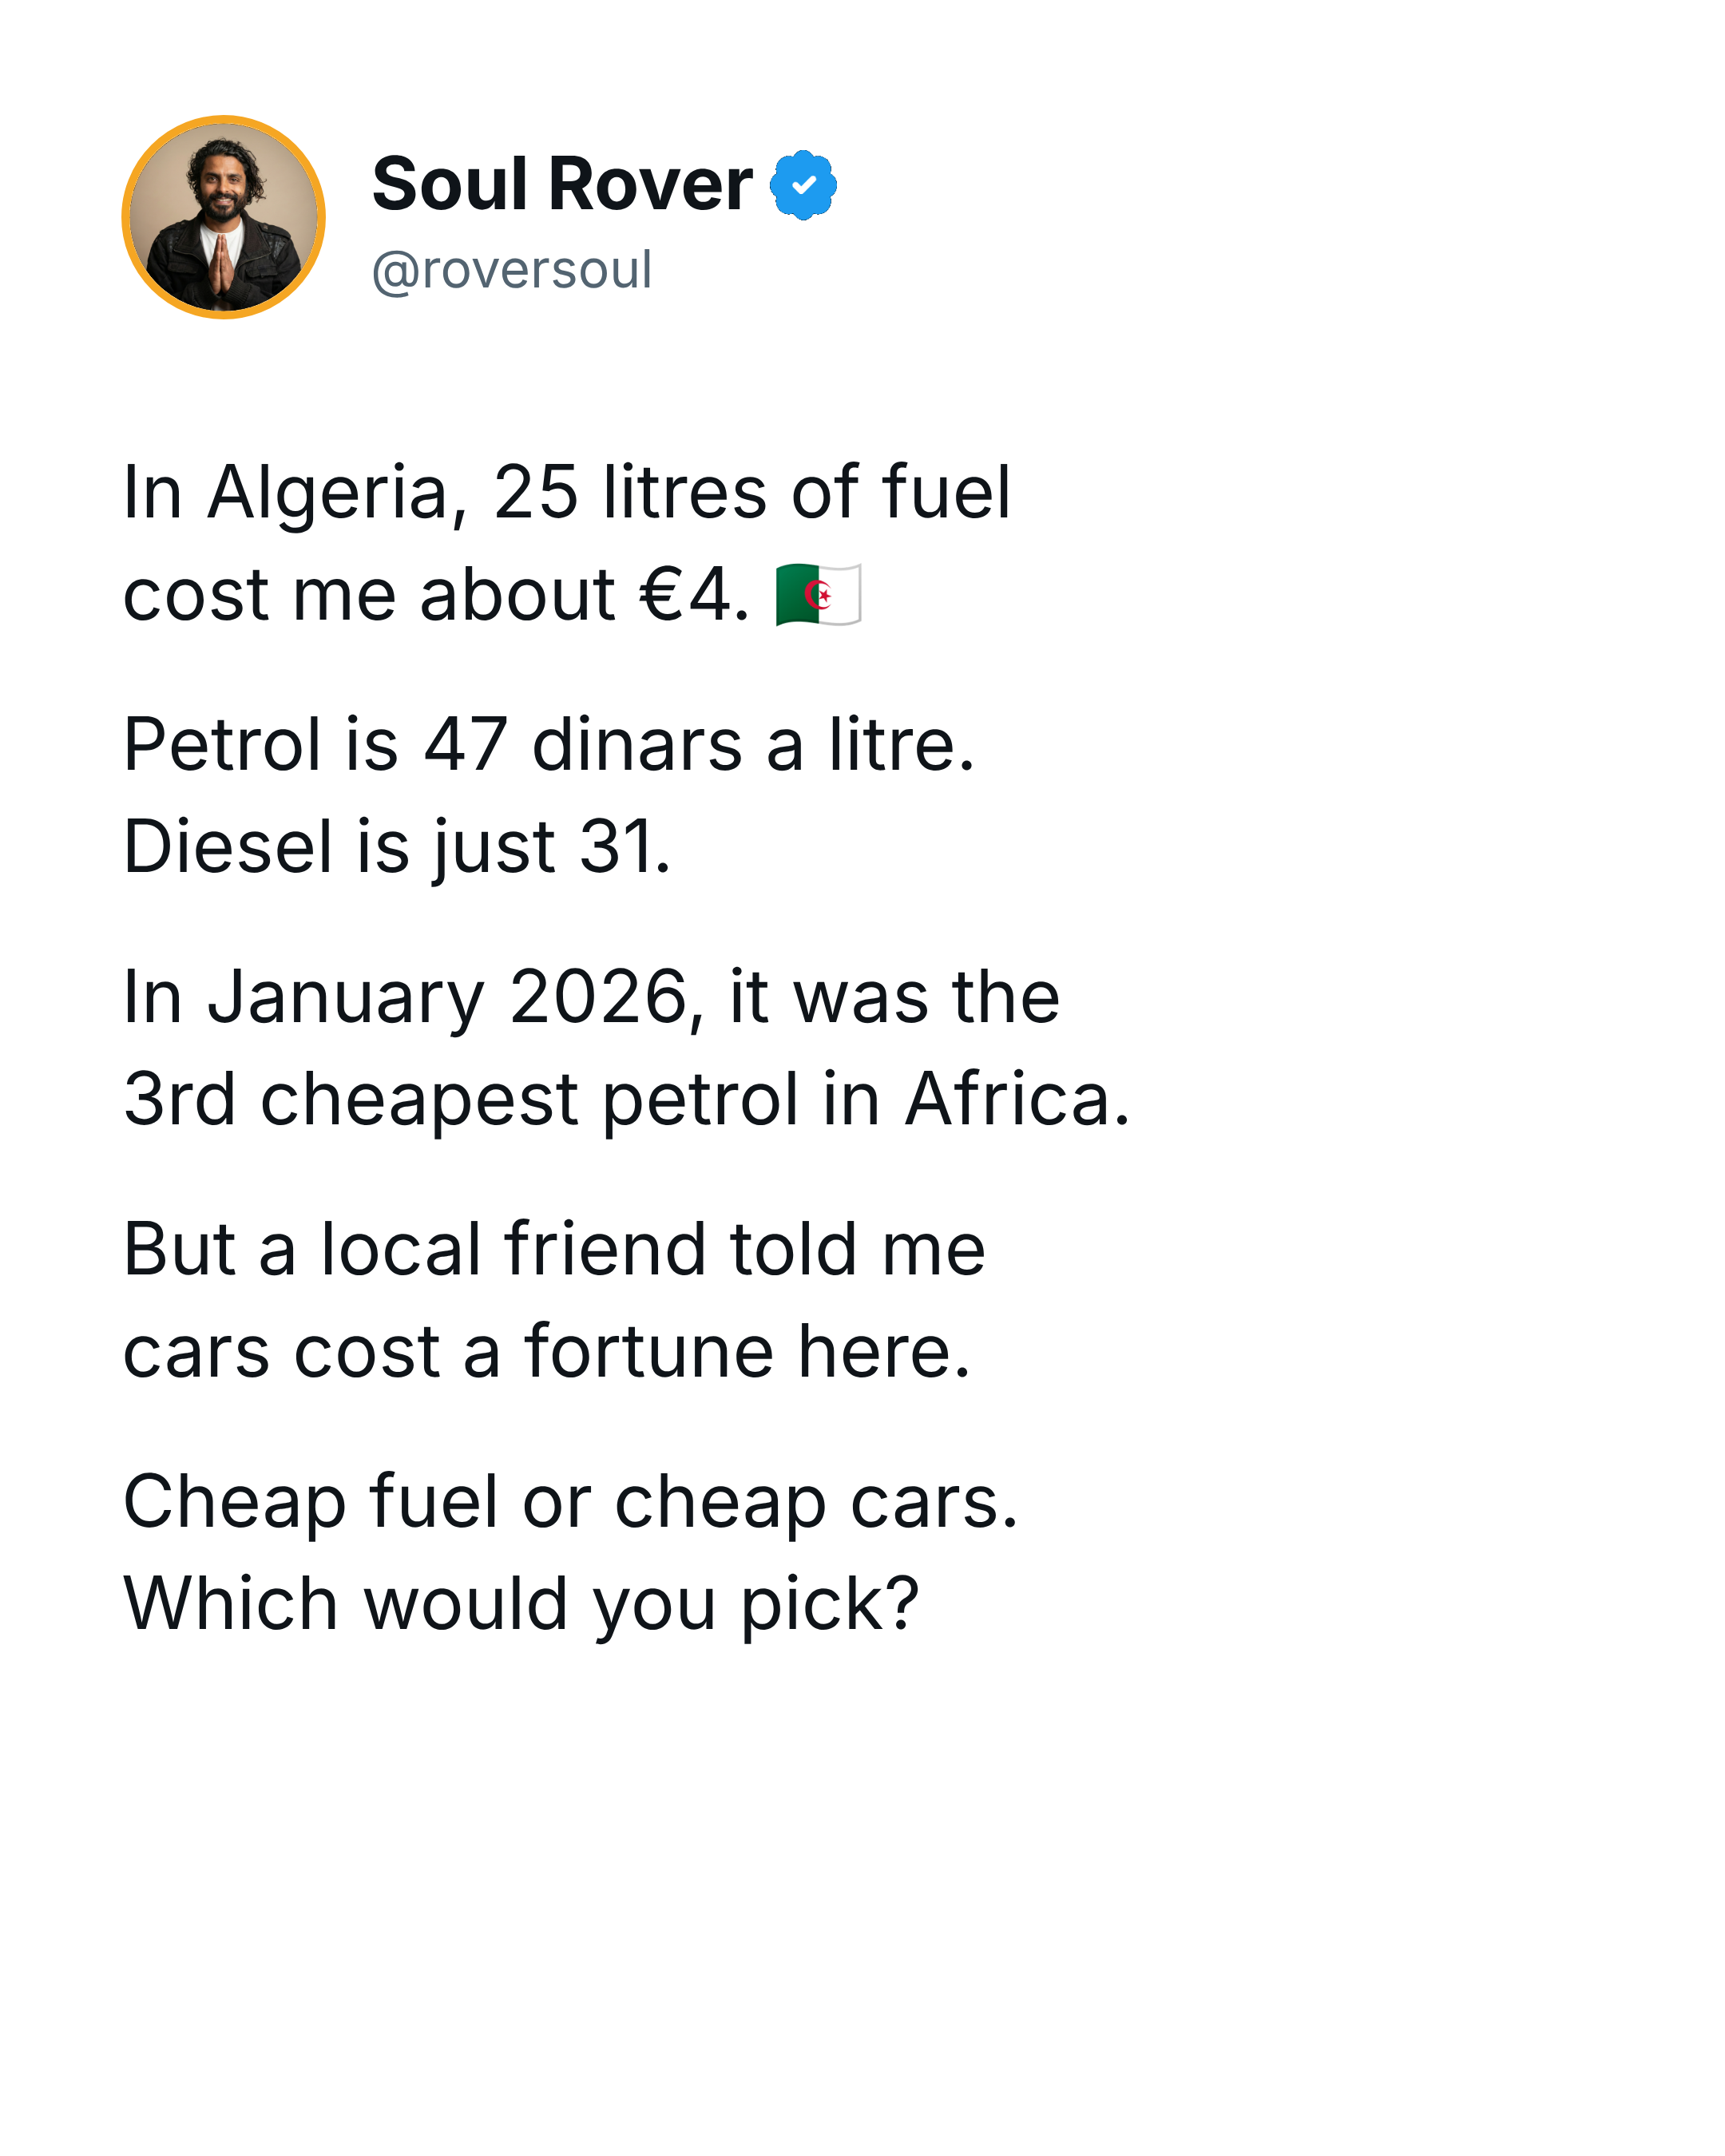 Soul Rover
@roversoul
In Algeria, 25 litres of fuel
cost me about €4. 🇩🇿
Petrol is 47 dinars a litre.
Diesel is just 31.
In January 2026, it was the
3rd cheapest petrol in Africa.
But a local friend told me
cars cost a fortune here.
Cheap fuel or cheap cars.
Which would you pick?